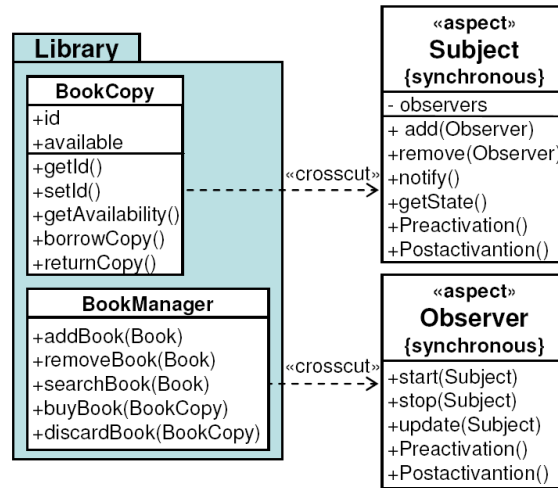 Library
BookCopy
+id
+available
+getId()
+setId()
+getAvailability()
+borrowCopy()
+returnCopy()
BookManager
+addBook(Book)
+removeBook(Book)
+searchBook(Book)
+buyBook(BookCopy)
+discardBook(BookCopy)
«crosscut»
«crosscut»
«aspect»
Subject
{synchronous}
- observers
+ add(Observer)
+remove(Observer)
+notify()
+getState()
+Preactivation()
+Postactivantion()
«aspect»
Observer
{synchronous}
+start(Subject)
+stop(Subject)
+update(Subject)
+Preactivation()
+Postactivantion()